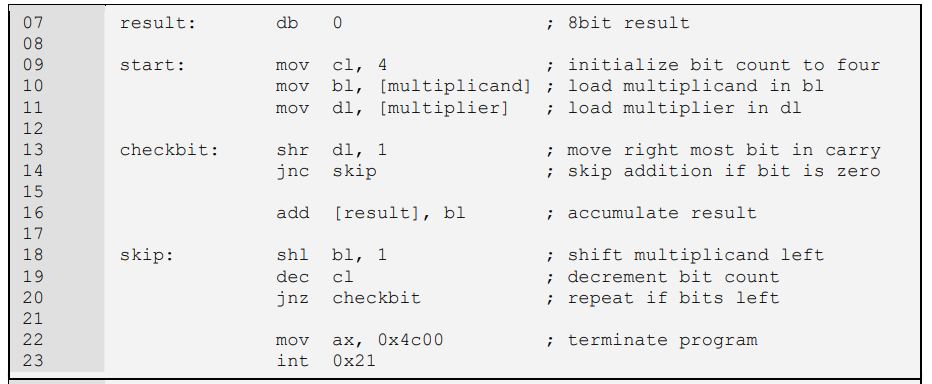 07 result: db 0 ; 8bit result
08
09 start: mov cl, 4 ; initialize bit count to four
10 mov bl, [multiplicand] ; load multiplicand in bl
11 mov dl, [multiplier] ; load multiplier in dl
12
13 checkbit: shr dl, 1 ; move right most bit in carry
14 jnc skip ; skip addition if bit is zero
15
16 add [result], bl ; accumulate result
17
18 skip: shl bl, 1 ; shift multiplicand left
19 dec cl ; decrement bit count
20 jnz checkbit ; repeat if bits left
21
22 mov ax, 0x4c00 ; terminate program
23 int 0x21